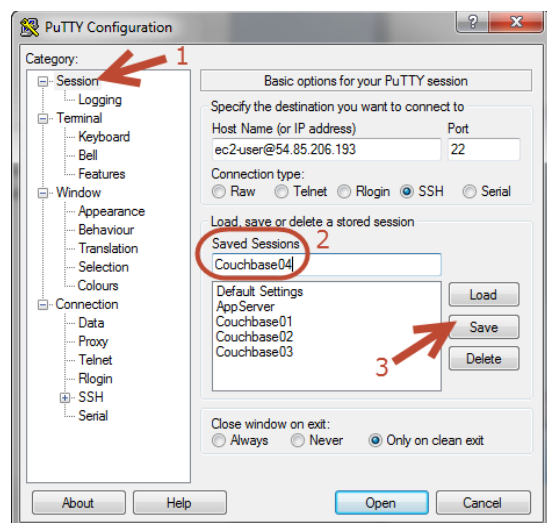 PuTTY Configuration
?
X
Category:
1
Session
Logging
Terminal
Keyboard
Bell
Features
Window
Appearance
Behaviour
Translation
Selection
Colours
Connection
Data
Proxy
Telnet
Rlogin
SSH
Serial
Basic options for your PuTTY session
Specify the destination you want to connect to
Host Name (or IP address) Port
ec2-user@54.85.206.193 22
Connection type:
Raw Telnet Rlogin SSH Serial
Load, save or delete a stored session
Saved Sessions 2
Couchbase04
Default Settings
AppServer
Couchbase01
Couchbase02
Couchbase03
Load
Save
3
Delete
Close window on exit:
Always Never Only on clean exit
About Help Open Cancel